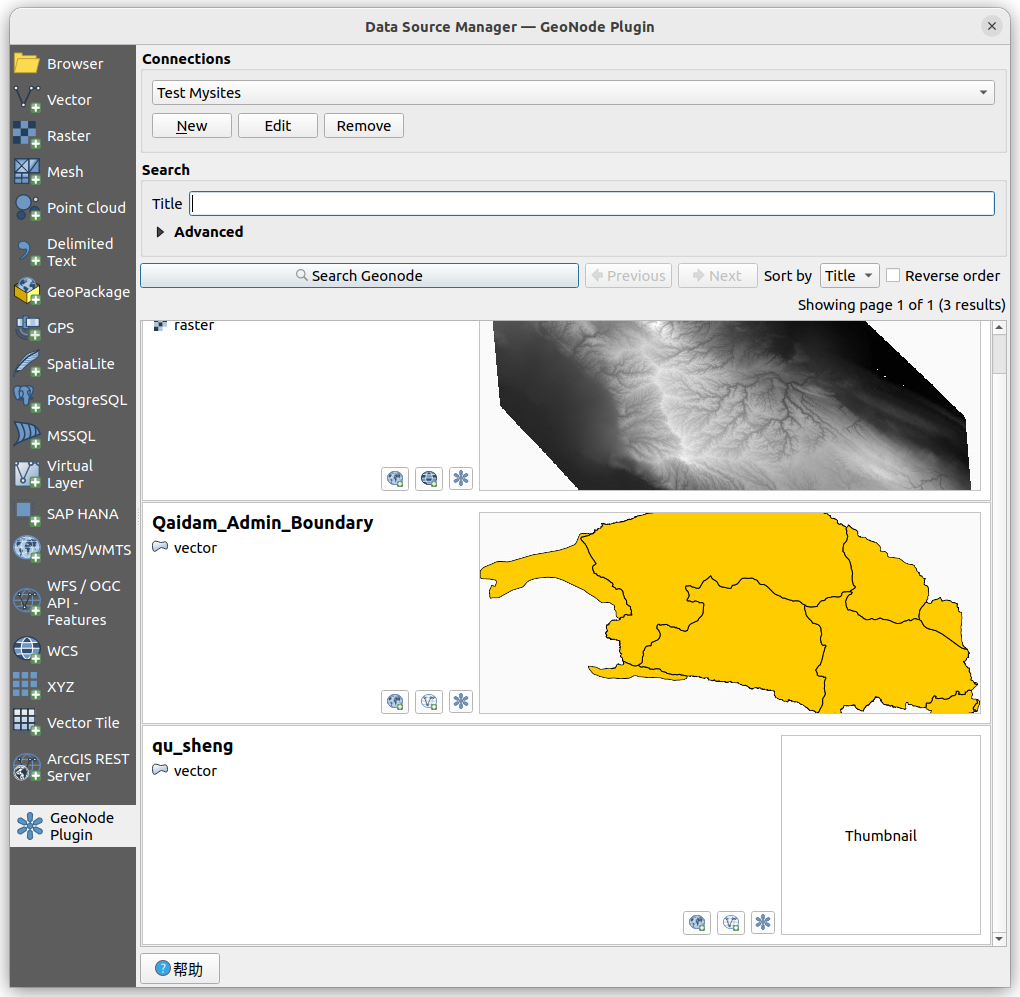 Data Source Manager — GeoNode Plugin
Browser
Vector
Raster
Mesh
Point Cloud
Delimited
Text
GeoPackage
GPS
SpatiaLite
PostgreSQL
MSSQL
Virtual
Layer
SAP HANA
WMS/WMTS
WFS / OGC
API -
Features
WCS
XYZ
Vector Tile
ArcGIS REST
Server
GeoNode
Plugin
Connections
Test Mysites
New
Edit
Remove
Search
Title
Advanced
Search Geonode
Previous
Next
Sort by
Title
Reverse order
Showing page 1 of 1 (3 results)
raster
Qaidam_Admin_Boundary
vector
qu_sheng
vector
Thumbnail
帮助